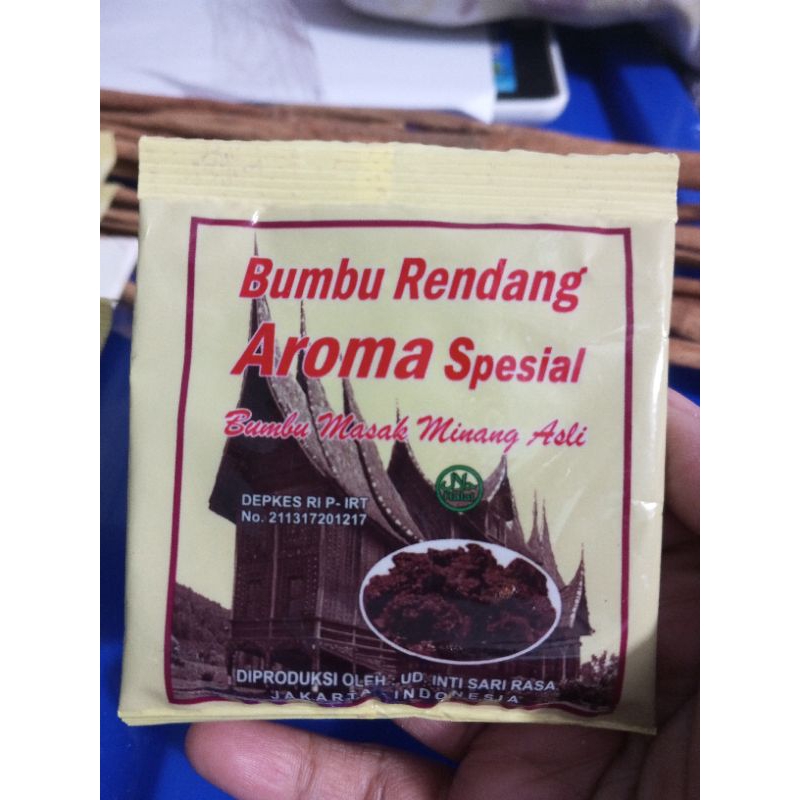 Bumbu Rendang
Aroma Spesial
Bumbu Masak Minang Asli
Halal
DEPKES RI P- IRT
No. 211317201217
DIPRODUKSI OLEH : UD. INTI SARI RASA
JAKARTA - INDONESIA